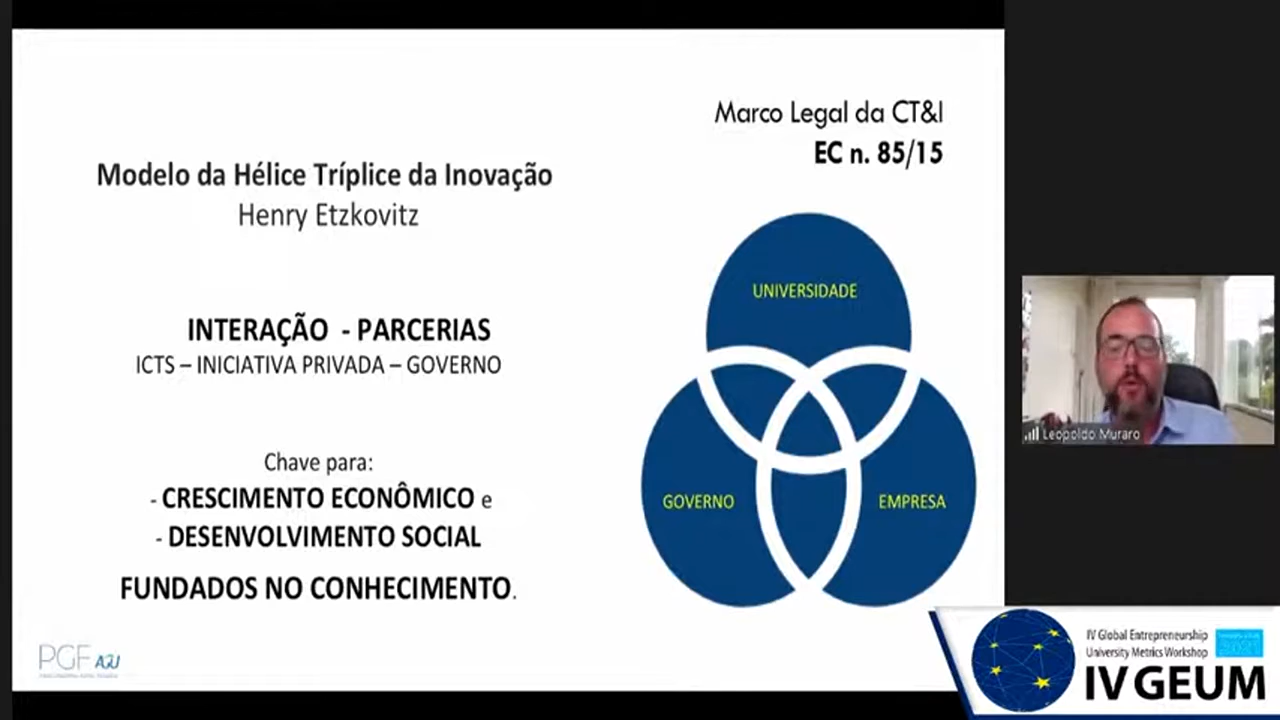 Marco Legal da CT&I
EC n. 85/15
Modelo da Hélice Tríplice da Inovação
Henry Etzkovitz
INTERAÇÃO - PARCERIAS
ICTS – INICIATIVA PRIVADA – GOVERNO
Chave para:
- CRESCIMENTO ECONÔMICO e
- DESENVOLVIMENTO SOCIAL
FUNDADOS NO CONHECIMENTO.
UNIVERSIDADE
GOVERNO
EMPRESA
PGF AGU
Leopoldo Muraro
IV Global Entrepreneurship
University Metrics Workshop
IV GEUM